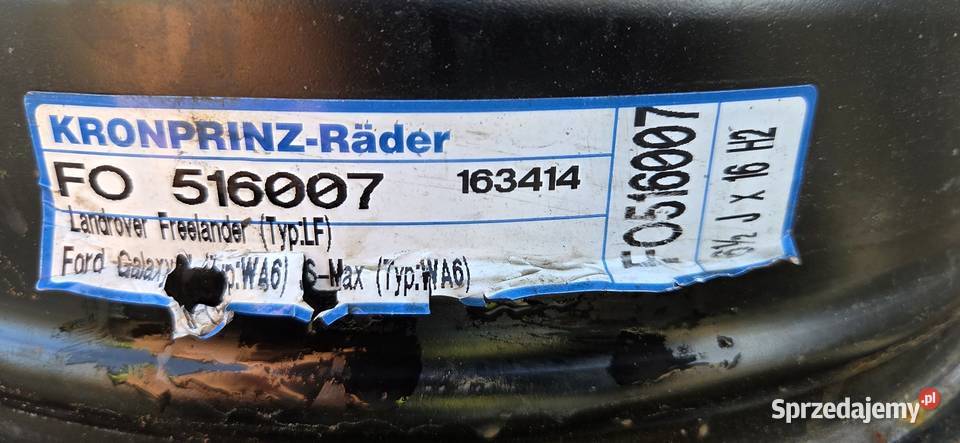 KRONPRINZ-Räder
FO 516007 163414
Landrover Freelander (Typ:LF)
Ford Galaxy (Typ:WA6) S-Max (Typ:WA6)
FO516007
6½ J x 16 H2
Sprzedajemy.pl